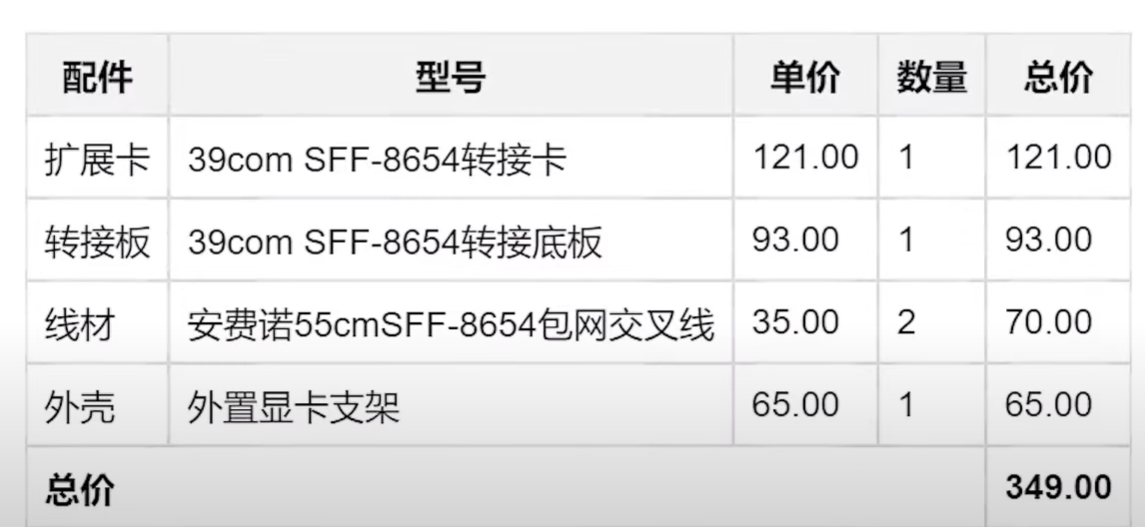 配件 型号 单价 数量 总价
扩展卡 39com SFF-8654转接卡 121.00 1 121.00
转接板 39com SFF-8654转接底板 93.00 1 93.00
线材 安费诺55cmSFF-8654包网交叉线 35.00 2 70.00
外壳 外置显卡支架 65.00 1 65.00
总价 349.00